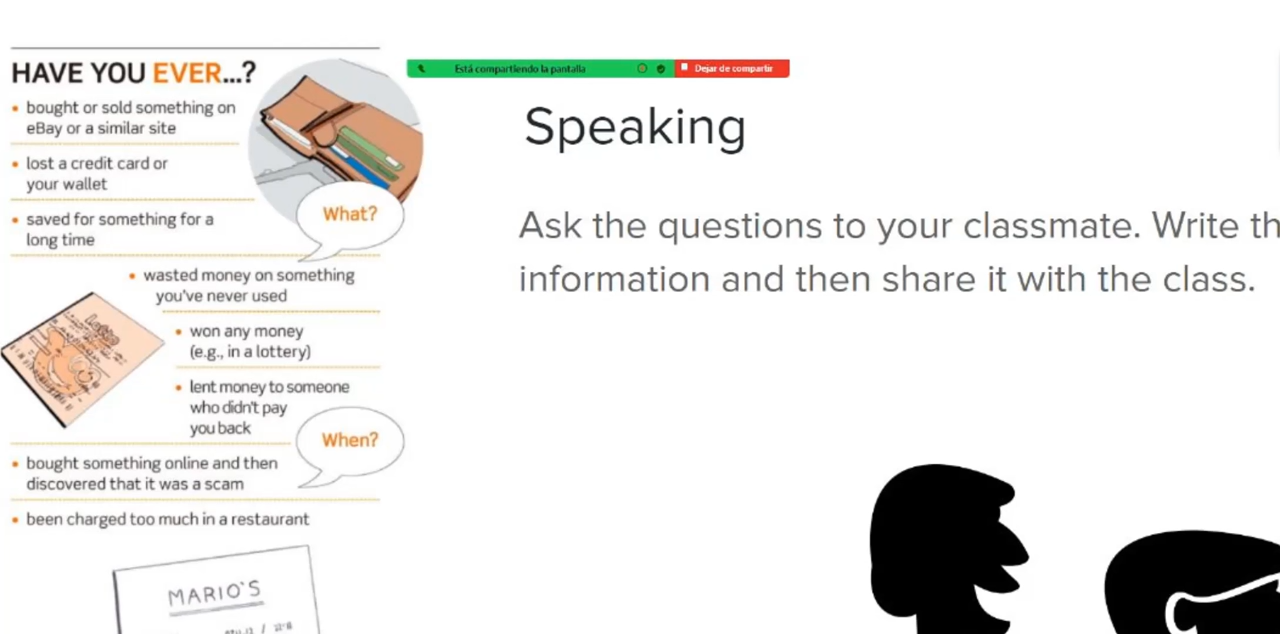 HAVE YOU EVER...?
• bought or sold something on
eBay or a similar site
• lost a credit card or
your wallet
• saved for something for a
long time
What?
• wasted money on something
you've never used
• won any money
(e.g., in a lottery)
• lent money to someone
who didn't pay
you back
When?
• bought something online and then
discovered that it was a scam
• been charged too much in a restaurant
MARIO'S
Está compartiendo la pantalla
Dejar de compartir
Speaking
Ask the questions to your classmate. Write th
information and then share it with the class.